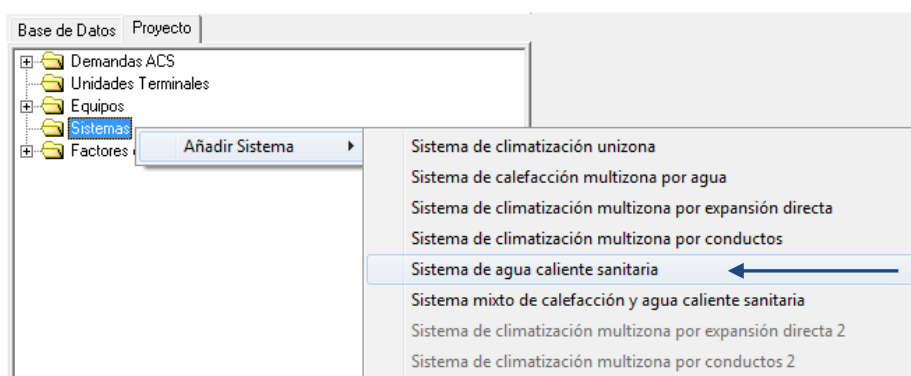 Base de Datos Proyecto
Demandas ACS
Unidades Terminales
Equipos
Sistemas
Factores
Añadir Sistema
Sistema de climatización unizona
Sistema de calefacción multizona por agua
Sistema de climatización multizona por expansión directa
Sistema de climatización multizona por conductos
Sistema de agua caliente sanitaria
Sistema mixto de calefacción y agua caliente sanitaria
Sistema de climatización multizona por expansión directa 2
Sistema de climatización multizona por conductos 2